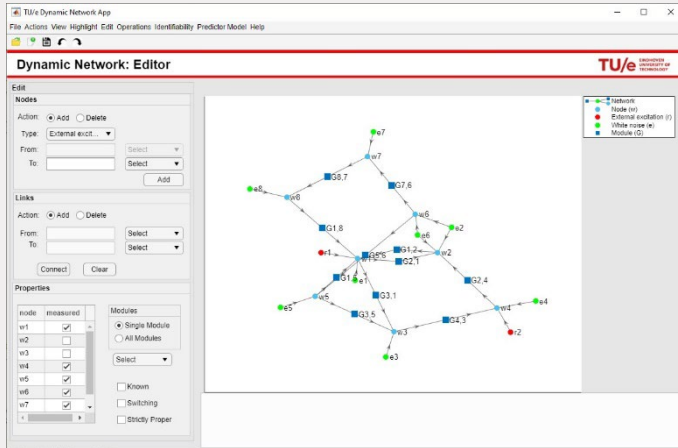 TU/e Dynamic Network App
File Actions View Highlight Edit Operations Identifiability Predictor Model Help
Dynamic Network: Editor
TU/e EINDHOVEN UNIVERSITY OF TECHNOLOGY
Edit
Nodes
Action: Add Delete
Type: External excit...
From: Select
To: Select
Add
Links
Action: Add Delete
From: Select
To: Select
Connect Clear
Properties
node measured
w1
w2
w3
w4
w5
w6
w7
Modules
Single Module
All Modules
Select
Known
Switching
Strictly Proper
Network
Node (w)
External excitation (r)
White noise (e)
Module (G)
e7
w7
G8,7
G7,6
e8
w8
w6
G1,8
e6
e2
r1
G1,2
w2
G2,1
e1
G2,4
w5
G3,1
e5
G3,5
w4
e4
G4,3
w3
r2
e3